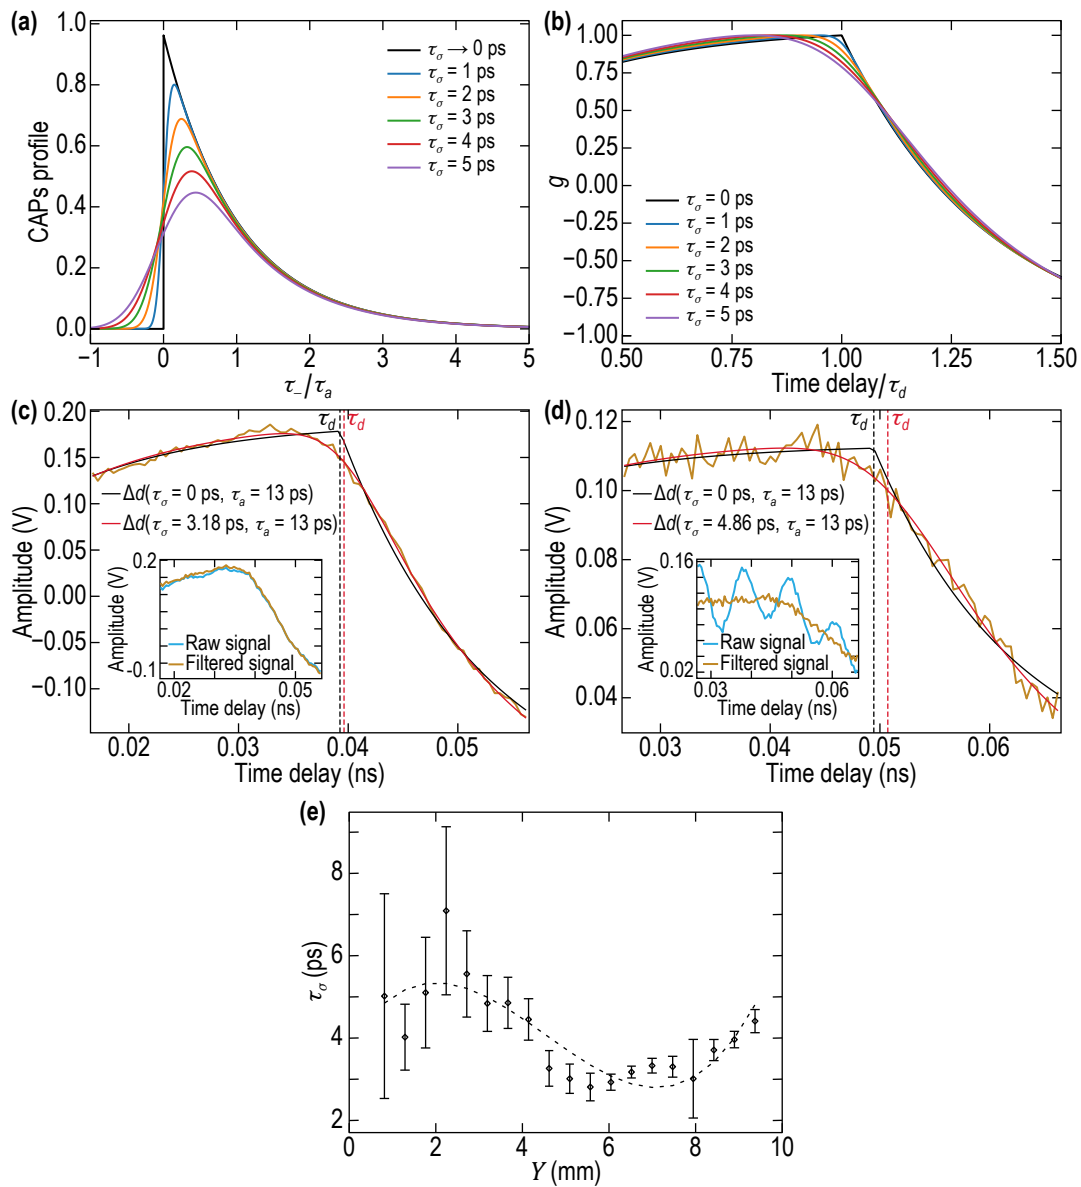 (a)
1.0
0.8
0.6
0.4
0.2
0.0
CAPs profile
τσ → 0 ps
τσ = 1 ps
τσ = 2 ps
τσ = 3 ps
τσ = 4 ps
τσ = 5 ps
−1 0 1 2 3 4 5
τ−/τa
(b)
1.00
0.75
0.50
0.25
0.00
−0.25
−0.50
−0.75
−1.00
g
τσ = 0 ps
τσ = 1 ps
τσ = 2 ps
τσ = 3 ps
τσ = 4 ps
τσ = 5 ps
0.50 0.75 1.00 1.25 1.50
Time delay/τd
(c)
0.20
0.15
0.10
0.05
0.00
−0.05
−0.10
Amplitude (V)
τd τd
Δd(τσ = 0 ps, τa = 13 ps)
Δd(τσ = 3.18 ps, τa = 13 ps)
0.2
-0.1
Amplitude (V)
Raw signal
Filtered signal
0.02 0.05
Time delay (ns)
0.02 0.03 0.04 0.05
Time delay (ns)
(d)
0.12
0.10
0.08
0.06
0.04
Amplitude (V)
τd τd
Δd(τσ = 0 ps, τa = 13 ps)
Δd(τσ = 4.86 ps, τa = 13 ps)
0.16
0.02
Amplitude (V)
Raw signal
Filtered signal
0.03 0.06
Time delay (ns)
0.03 0.04 0.05 0.06
Time delay (ns)
(e)
8
6
4
2
τσ (ps)
0 2 4 6 8 10
Y (mm)